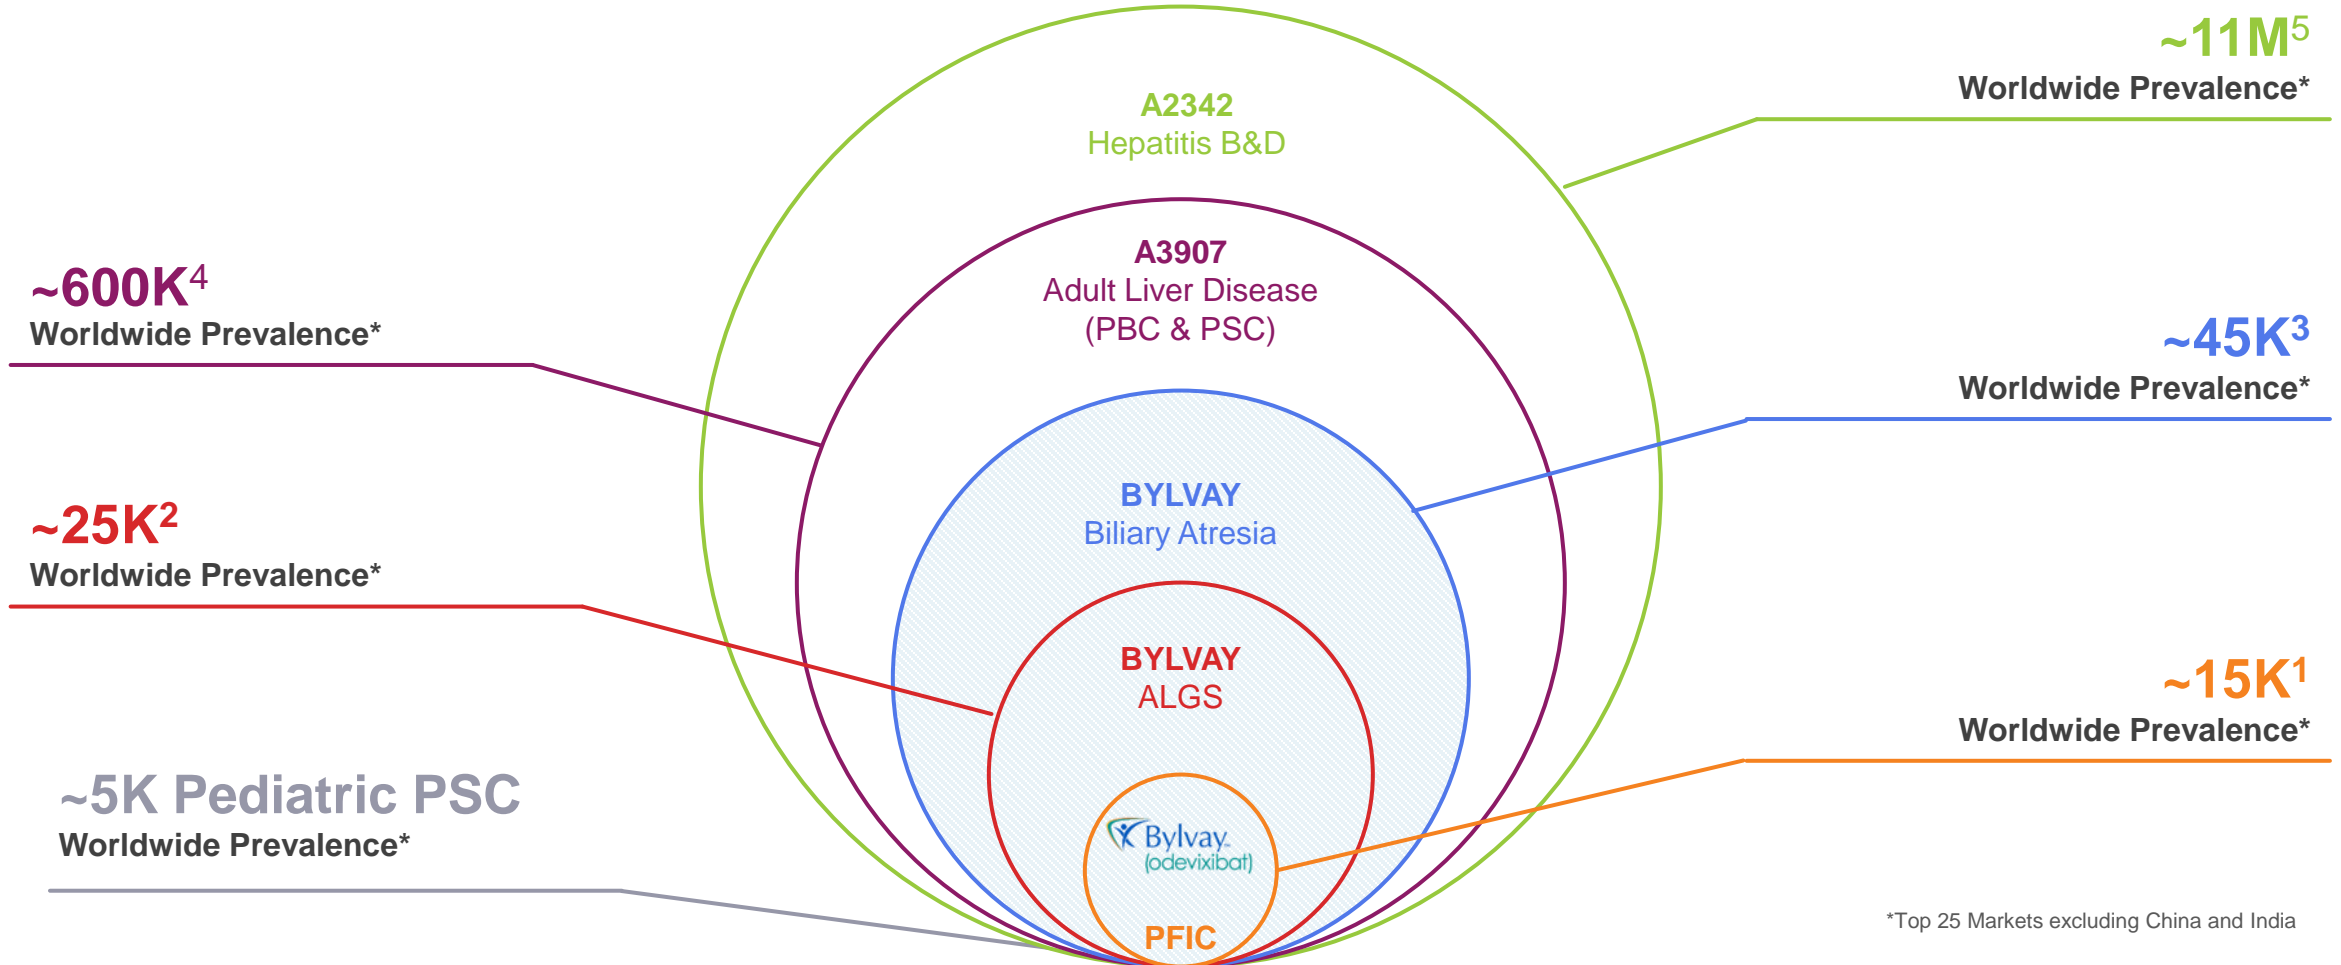 ~11M5
Worldwide Prevalence*
A2342
Hepatitis B&D
A3907
Adult Liver Disease
(PBC & PSC)
~600K4
Worldwide Prevalence*
~45K3
Worldwide Prevalence*
BYLVAY
Biliary Atresia
~25K2
Worldwide Prevalence*
BYLVAY
ALGS
~15K1
Worldwide Prevalence*
~5K Pediatric PSC
Worldwide Prevalence*
Bylvay™
(odevixibat)
PFIC
*Top 25 Markets excluding China and India